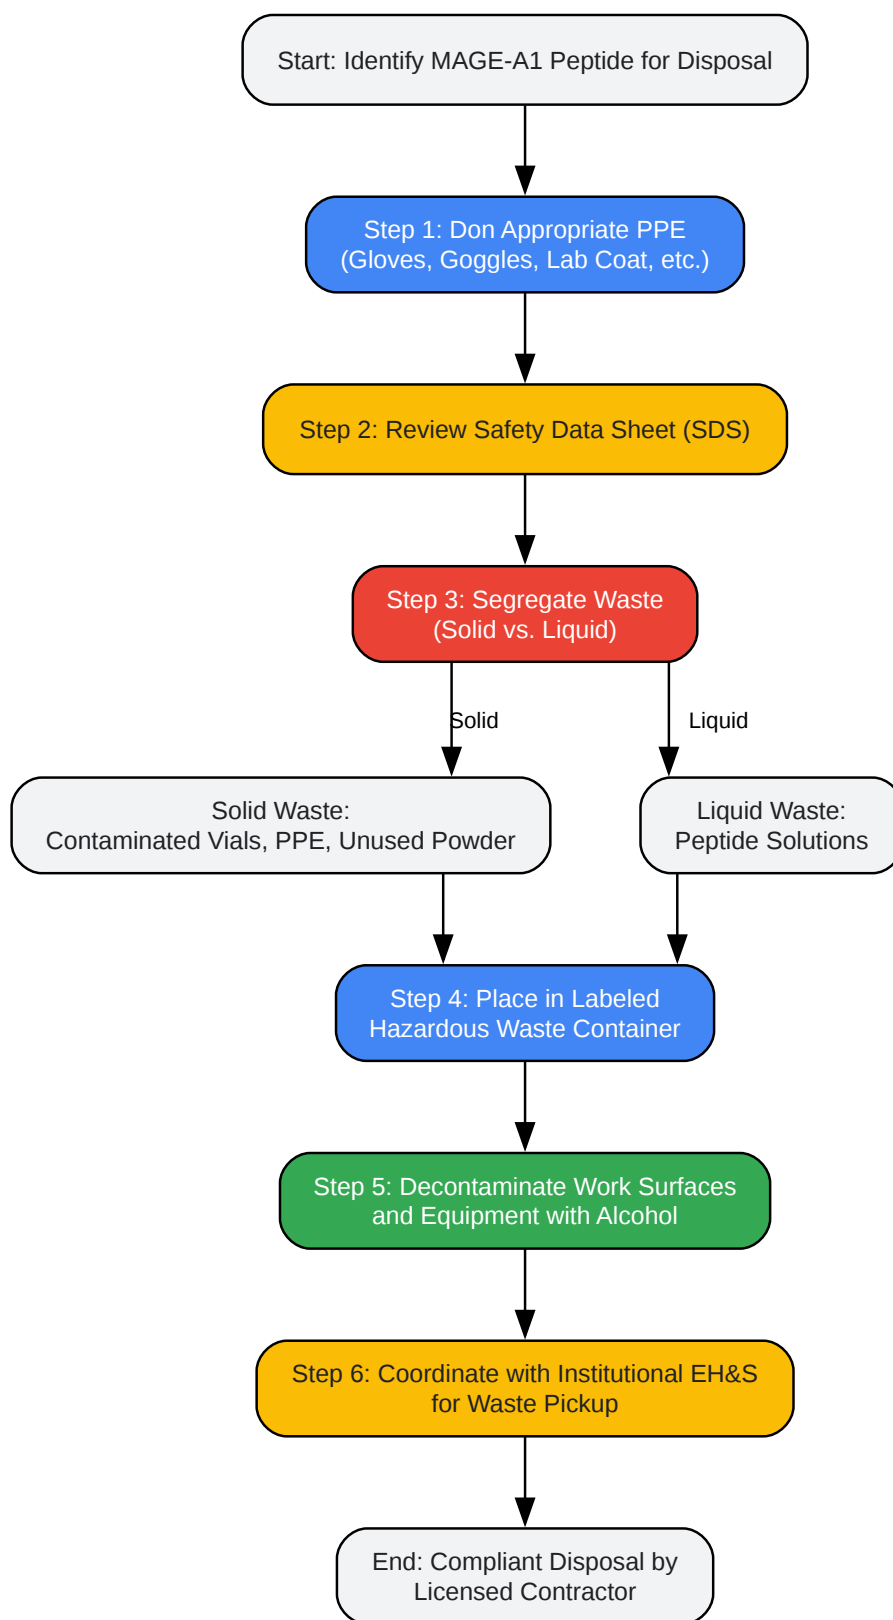 Start: Identify MAGE-A1 Peptide for Disposal
Step 1: Don Appropriate PPE
(Gloves, Goggles, Lab Coat, etc.)
Step 2: Review Safety Data Sheet (SDS)
Step 3: Segregate Waste
(Solid vs. Liquid)
Solid
Liquid
Solid Waste:
Contaminated Vials, PPE, Unused Powder
Liquid Waste:
Peptide Solutions
Step 4: Place in Labeled
Hazardous Waste Container
Step 5: Decontaminate Work Surfaces
and Equipment with Alcohol
Step 6: Coordinate with Institutional EH&S
for Waste Pickup
End: Compliant Disposal by
Licensed Contractor